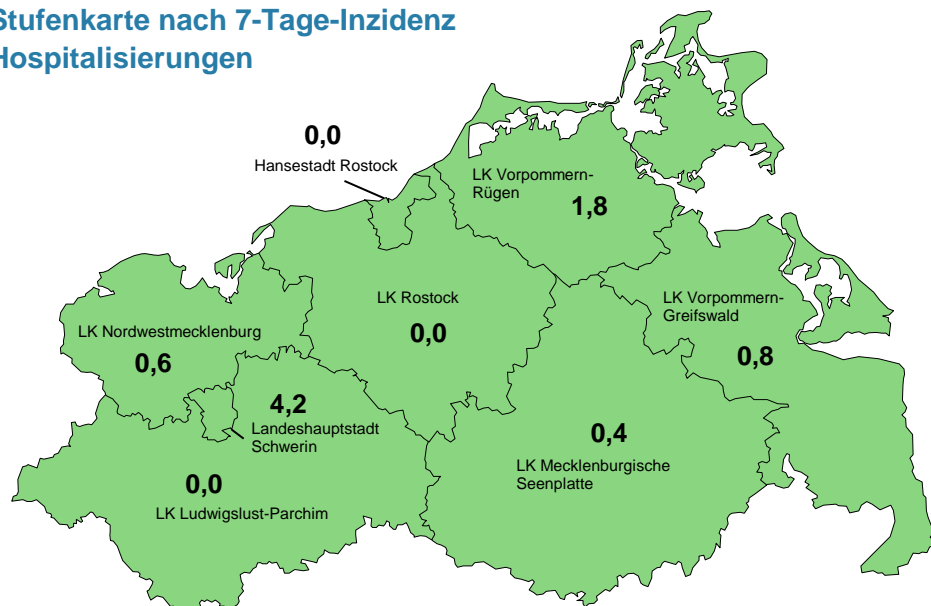 Stufenkarte nach 7-Tage-Inzidenz
Hospitalisierungen
0,0
Hansestadt Rostock
LK Vorpommern-
Rügen
1,8
LK Rostock
0,0
LK Vorpommern-
Greifswald
0,8
LK Nordwestmecklenburg
0,6
4,2
Landeshauptstadt
Schwerin
0,4
LK Mecklenburgische
Seenplatte
0,0
LK Ludwigslust-Parchim